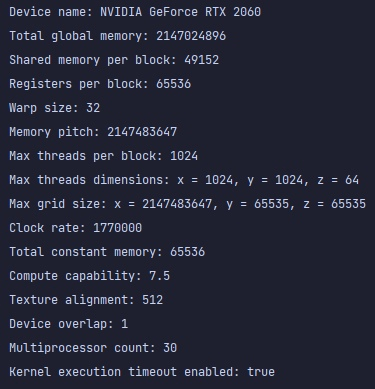 Device name: NVIDIA GeForce RTX 2060
Total global memory: 2147024896
Shared memory per block: 49152
Registers per block: 65536
Warp size: 32
Memory pitch: 2147483647
Max threads per block: 1024
Max threads dimensions: x = 1024, y = 1024, z = 64
Max grid size: x = 2147483647, y = 65535, z = 65535
Clock rate: 1770000
Total constant memory: 65536
Compute capability: 7.5
Texture alignment: 512
Device overlap: 1
Multiprocessor count: 30
Kernel execution timeout enabled: true